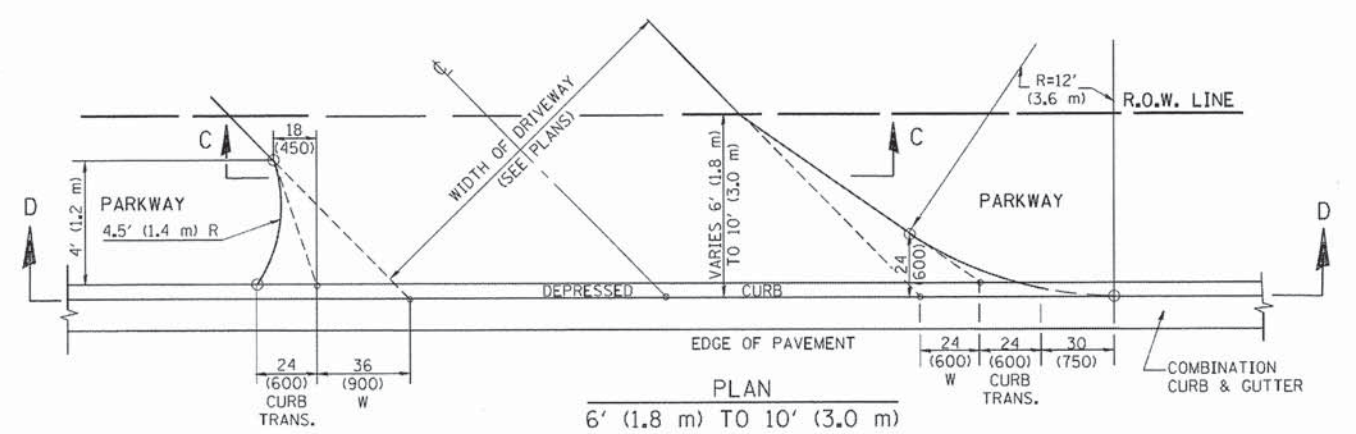 ℄
WIDTH OF DRIVEWAY
(SEE PLANS)
R=12'
(3.6 m)
R.O.W. LINE
C
18
(450)
C
D
4' (1.2 m)
PARKWAY
4.5' (1.4 m) R
VARIES 6' (1.8 m)
TO 10' (3.0 m)
PARKWAY
D
24
(600)
DEPRESSED CURB
EDGE OF PAVEMENT
24
(600)
CURB
TRANS.
36
(900)
W
24
(600)
W
24
(600)
CURB
TRANS.
30
(750)
COMBINATION
CURB & GUTTER
PLAN
6' (1.8 m) TO 10' (3.0 m)